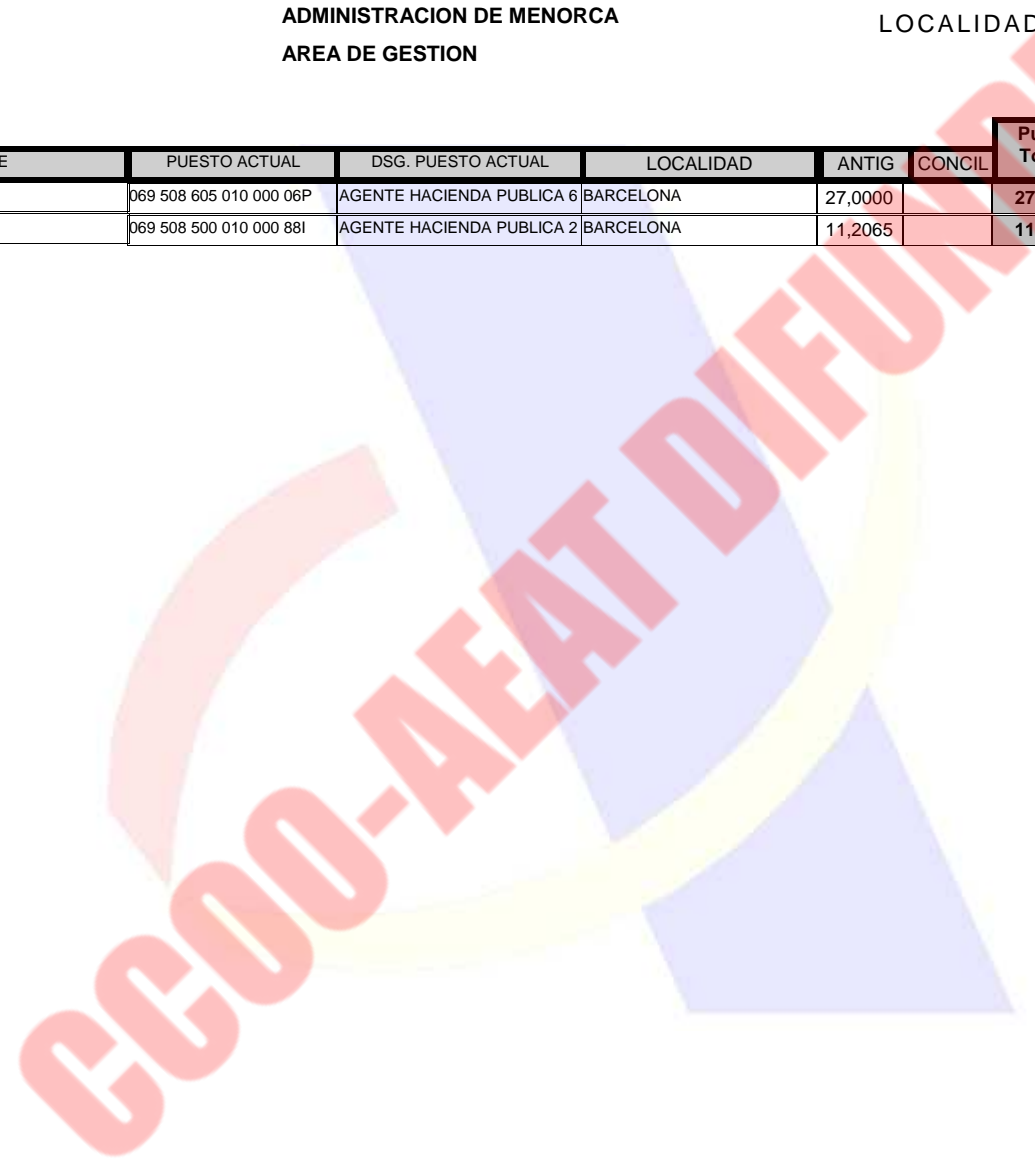 ADMINISTRACION DE MENORCA
LOCALIDAD
AREA DE GESTION
E PUESTO ACTUAL DSG. PUESTO ACTUAL LOCALIDAD ANTIG CONCIL
069 508 605 010 000 06P AGENTE HACIENDA PUBLICA 6 BARCELONA 27,0000 27
069 508 500 010 000 88I AGENTE HACIENDA PUBLICA 2 BARCELONA 11,2065 11
CCOO-AEAT